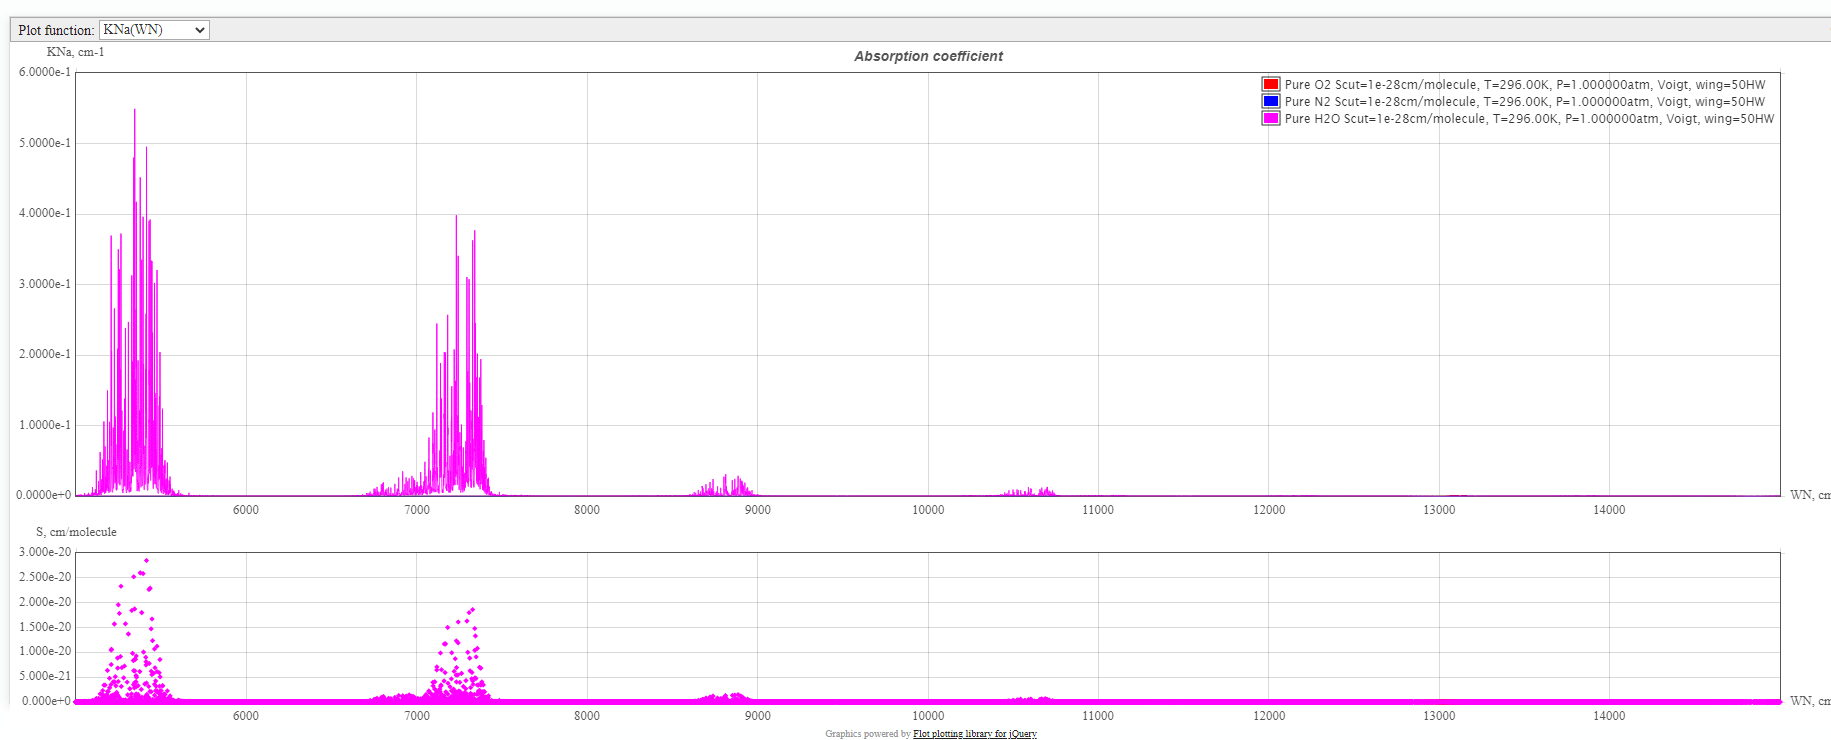 Plot function: KNa(WN)
KNa, cm-1
Absorption coefficient
6.0000e-1
5.0000e-1
4.0000e-1
3.0000e-1
2.0000e-1
1.0000e-1
0.0000e+0
Pure O2 Scut=1e-28cm/molecule, T=296.00K, P=1.000000atm, Voigt, wing=50HW
Pure N2 Scut=1e-28cm/molecule, T=296.00K, P=1.000000atm, Voigt, wing=50HW
Pure H2O Scut=1e-28cm/molecule, T=296.00K, P=1.000000atm, Voigt, wing=50HW
6000 7000 8000 9000 10000 11000 12000 13000 14000
WN, cm
S, cm/molecule
3.000e-20
2.500e-20
2.000e-20
1.500e-20
1.000e-20
5.000e-21
0.000e+0
6000 7000 8000 9000 10000 11000 12000 13000 14000
WN, cm
Graphics powered by Flot plotting library for jQuery